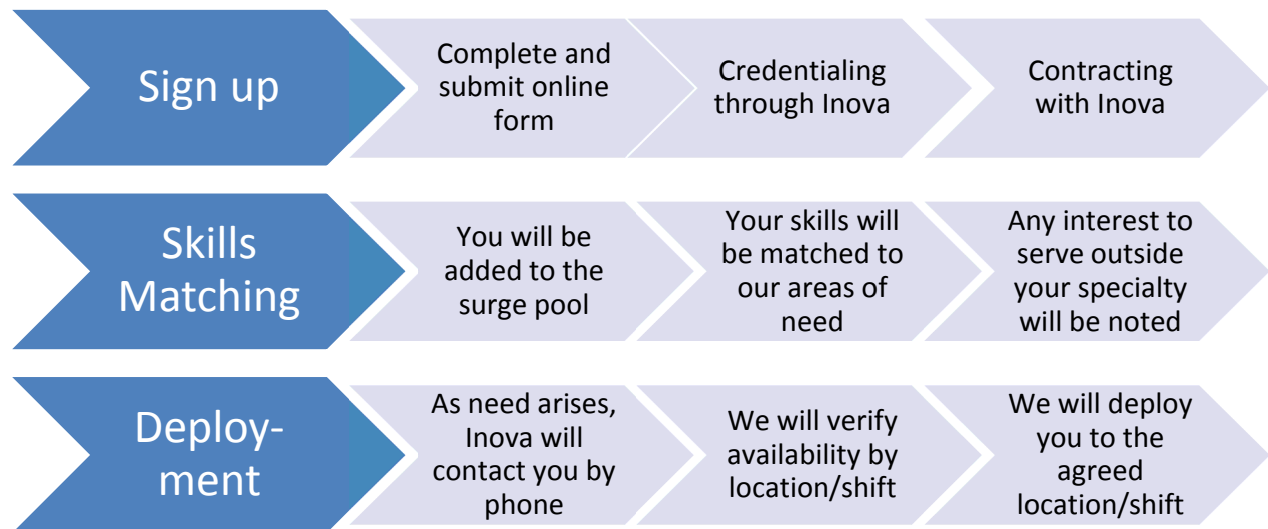 Sign up
Complete and
submit online
form
Credentialing
through Inova
Contracting
with Inova
Skills
Matching
You will be
added to the
surge pool
Your skills will
be matched to
our areas of
need
Any interest to
serve outside
your specialty
will be noted
Deploy-
ment
As need arises,
Inova will
contact you by
phone
We will verify
availability by
location/shift
We will deploy
you to the
agreed
location/shift